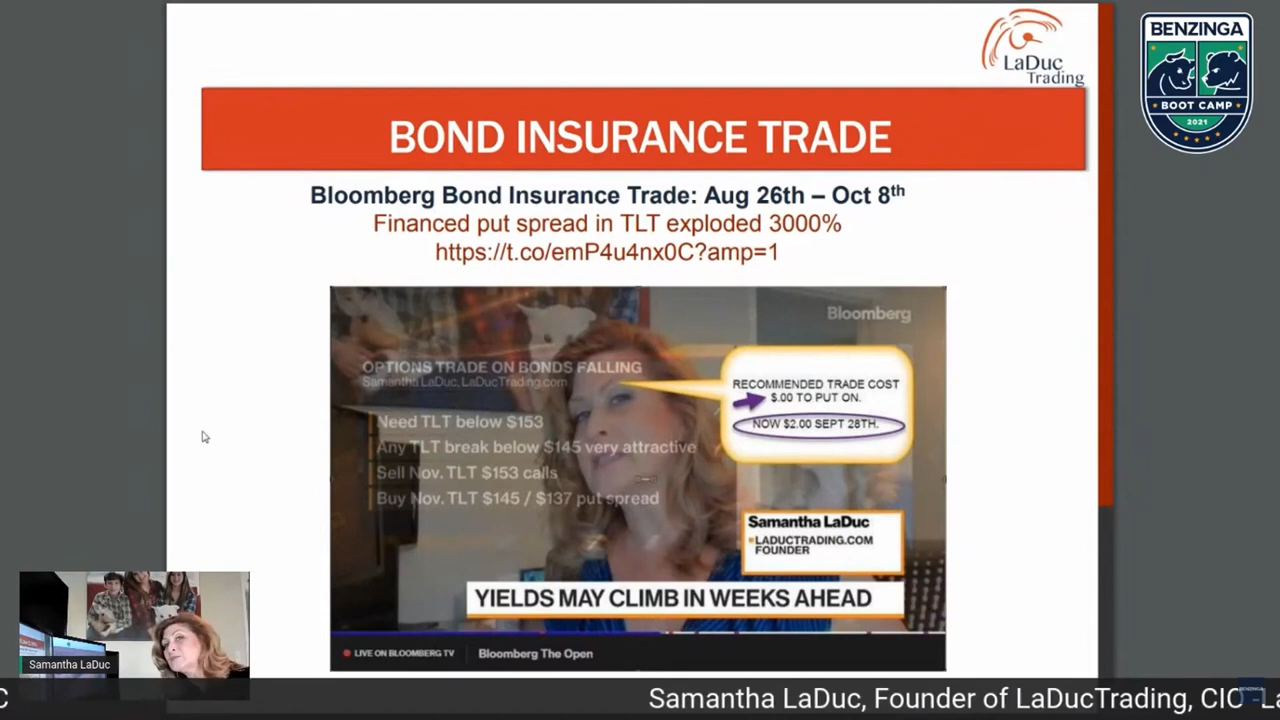 LaDuc
Trading
BENZINGA
BOOT CAMP
2021
BOND INSURANCE TRADE
Bloomberg Bond Insurance Trade: Aug 26th – Oct 8th
Financed put spread in TLT exploded 3000%
https://t.co/emP4u4nx0C?amp=1
Bloomberg
OPTIONS TRADE ON BONDS FALLING
Samantha LaDuc, LaDucTrading.com
Need TLT below $153
Any TLT break below $145 very attractive
Sell Nov. TLT $153 calls
Buy Nov. TLT $145 / $137 put spread
RECOMMENDED TRADE COST
$.00 TO PUT ON.
NOW $2.00 SEPT 28TH.
Samantha LaDuc
LADUCTRADING.COM
FOUNDER
YIELDS MAY CLIMB IN WEEKS AHEAD
LIVE ON BLOOMBERG TV
Bloomberg The Open
Samantha LaDuc
C
Samantha LaDuc, Founder of LaDucTrading, CIO La
BENZINGA